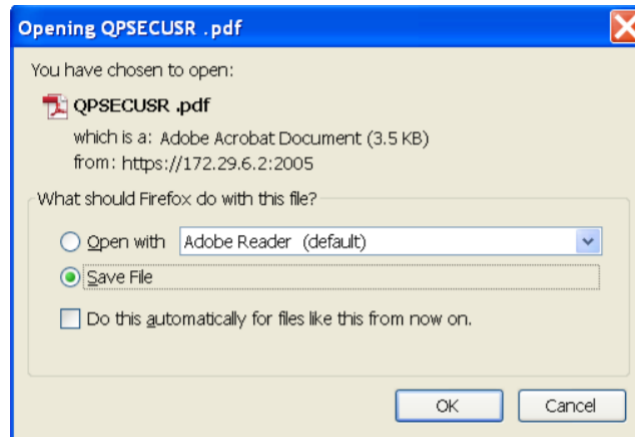 Opening QPSECUSR .pdf
You have chosen to open:
QPSECUSR .pdf
which is a: Adobe Acrobat Document (3.5 KB)
from: https://172.29.6.2:2005
What should Firefox do with this file?
Open with Adobe Reader (default)
Save File
Do this automatically for files like this from now on.
OK Cancel